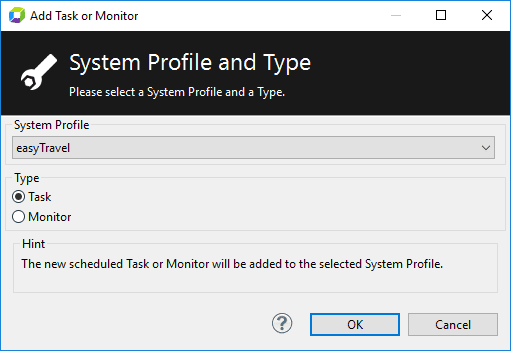 Add Task or Monitor
System Profile and Type
Please select a System Profile and a Type.
System Profile
easyTravel
Type
Task
Monitor
Hint
The new scheduled Task or Monitor will be added to the selected System Profile.
?
OK
Cancel